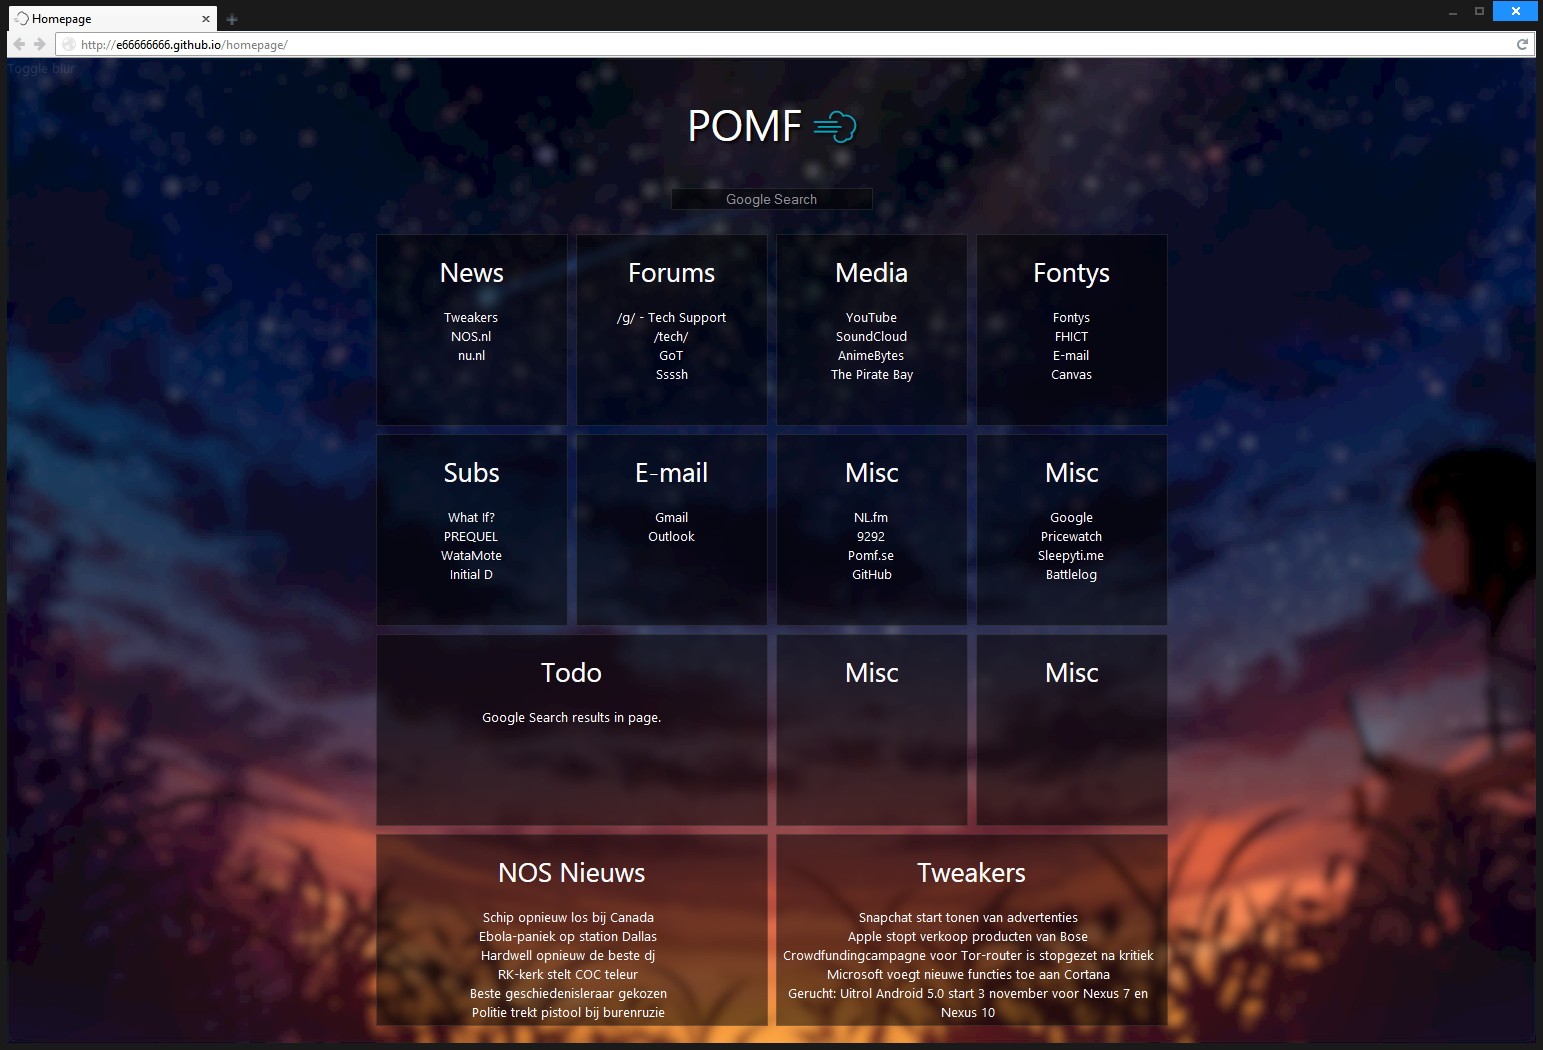 Homepage
http://e66666666.github.io/homepage/
Toggle blur
POMF
Google Search
News
Tweakers
NOS.nl
nu.nl
Forums
/g/ - Tech Support
/tech/
GoT
Ssssh
Media
YouTube
SoundCloud
AnimeBytes
The Pirate Bay
Fontys
Fontys
FHICT
E-mail
Canvas
Subs
What If?
PREQUEL
WataMote
Initial D
E-mail
Gmail
Outlook
Misc
NL.fm
9292
Pomf.se
GitHub
Misc
Google
Pricewatch
Sleepyti.me
Battlelog
Todo
Google Search results in page.
Misc
Misc
NOS Nieuws
Schip opnieuw los bij Canada
Ebola-paniek op station Dallas
Hardwell opnieuw de beste dj
RK-kerk stelt COC teleur
Beste geschiedenisleraar gekozen
Politie trekt pistool bij burenruzie
Tweakers
Snapchat start tonen van advertenties
Apple stopt verkoop producten van Bose
Crowdfundingcampagne voor Tor-router is stopgezet na kritiek
Microsoft voegt nieuwe functies toe aan Cortana
Gerucht: Uitrol Android 5.0 start 3 november voor Nexus 7 en
Nexus 10